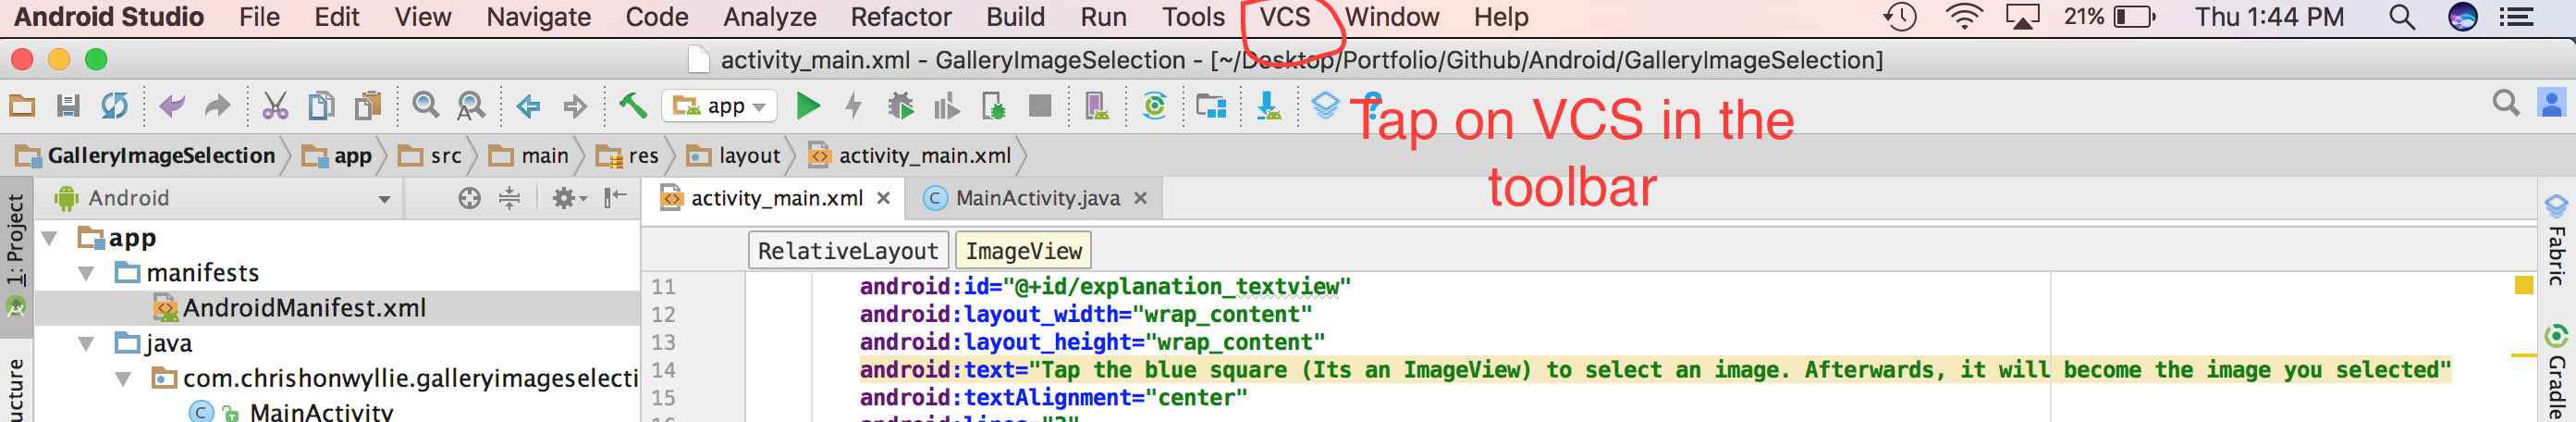 Android Studio File Edit View Navigate Code Analyze Refactor Build Run Tools VCS Window Help 21% Thu 1:44 PM
activity_main.xml - GalleryImageSelection - [~/Desktop/Portfolio/Github/Android/GalleryImageSelection]
app
Tap on VCS in the
toolbar
GalleryImageSelection app src main res layout activity_main.xml
1: Project
Android
activity_main.xml MainActivity.java
app
manifests
AndroidManifest.xml
java
com.chrishonwyllie.galleryimageselecti
MainActivity
ucture
RelativeLayout ImageView
11 android:id="@+id/explanation_textview"
12 android:layout_width="wrap_content"
13 android:layout_height="wrap_content"
14 android:text="Tap the blue square (Its an ImageView) to select an image. Afterwards, it will become the image you selected"
15 android:textAlignment="center"
16 android:lines="3"
Fabric
Gradle